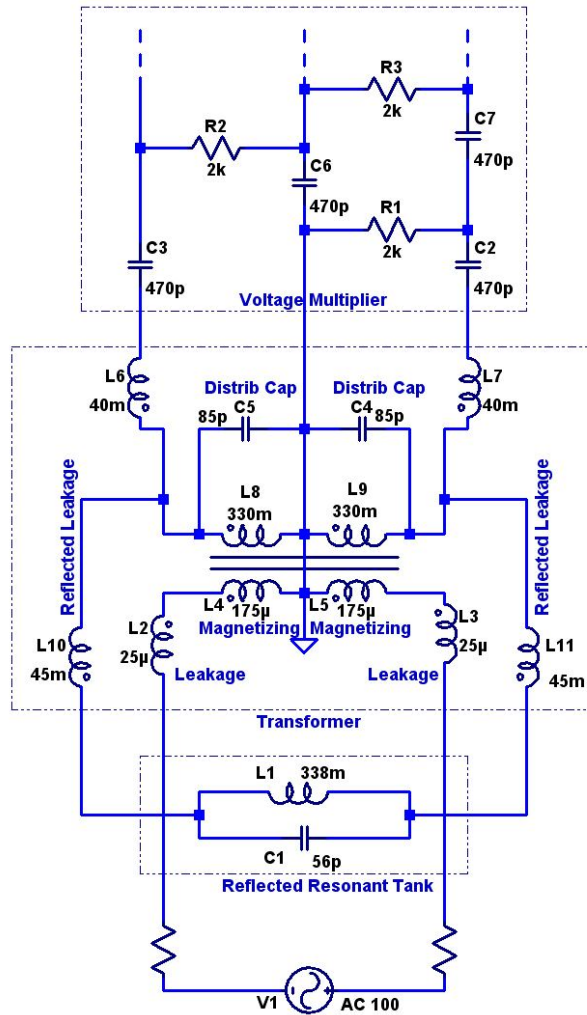 R3
2k
C7
R2
2k
C6
470p
470p
R1
2k
C3
C2
470p
470p
Voltage Multiplier
L6
L7
40m
Distrib Cap
Distrib Cap
40m
85p
C5
C4
85p
L8
L9
330m
330m
Reflected Leakage
Reflected Leakage
L4
175µ
L5
175µ
L2
L3
Magnetizing
Magnetizing
L10
25µ
25µ
L11
45m
Leakage
Leakage
45m
Transformer
L1
338m
C1
56p
Reflected Resonant Tank
V1
AC 100